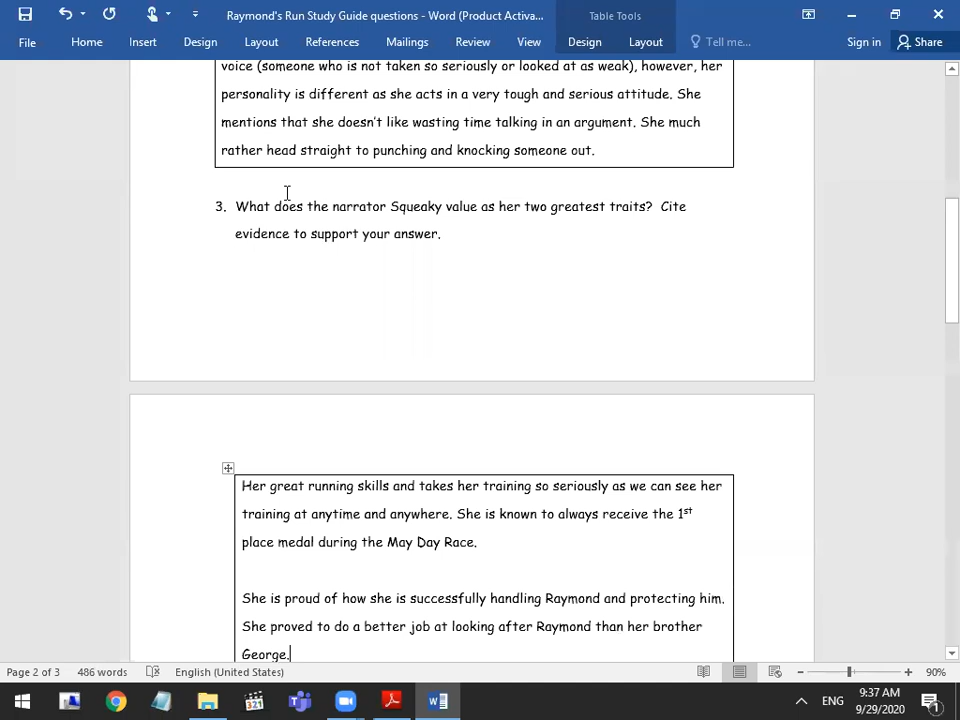 Raymond's Run Study Guide questions - Word (Product Activa...
Table Tools
File
Home
Insert
Design
Layout
References
Mailings
Review
View
Design
Layout
Tell me...
Sign in
Share
voice (someone who is not taken so seriously or looked at as weak), however, her
personality is different as she acts in a very tough and serious attitude. She
mentions that she doesn't like wasting time talking in an argument. She much
rather head straight to punching and knocking someone out.
3. What does the narrator Squeaky value as her two greatest traits? Cite
evidence to support your answer.
Her great running skills and takes her training so seriously as we can see her
training at anytime and anywhere. She is known to always receive the 1st
place medal during the May Day Race.
She is proud of how she is successfully handling Raymond and protecting him.
She proved to do a better job at looking after Raymond than her brother
George.
Page 2 of 3
486 words
English (United States)
90%
321
ENG
9:37 AM
9/29/2020
1